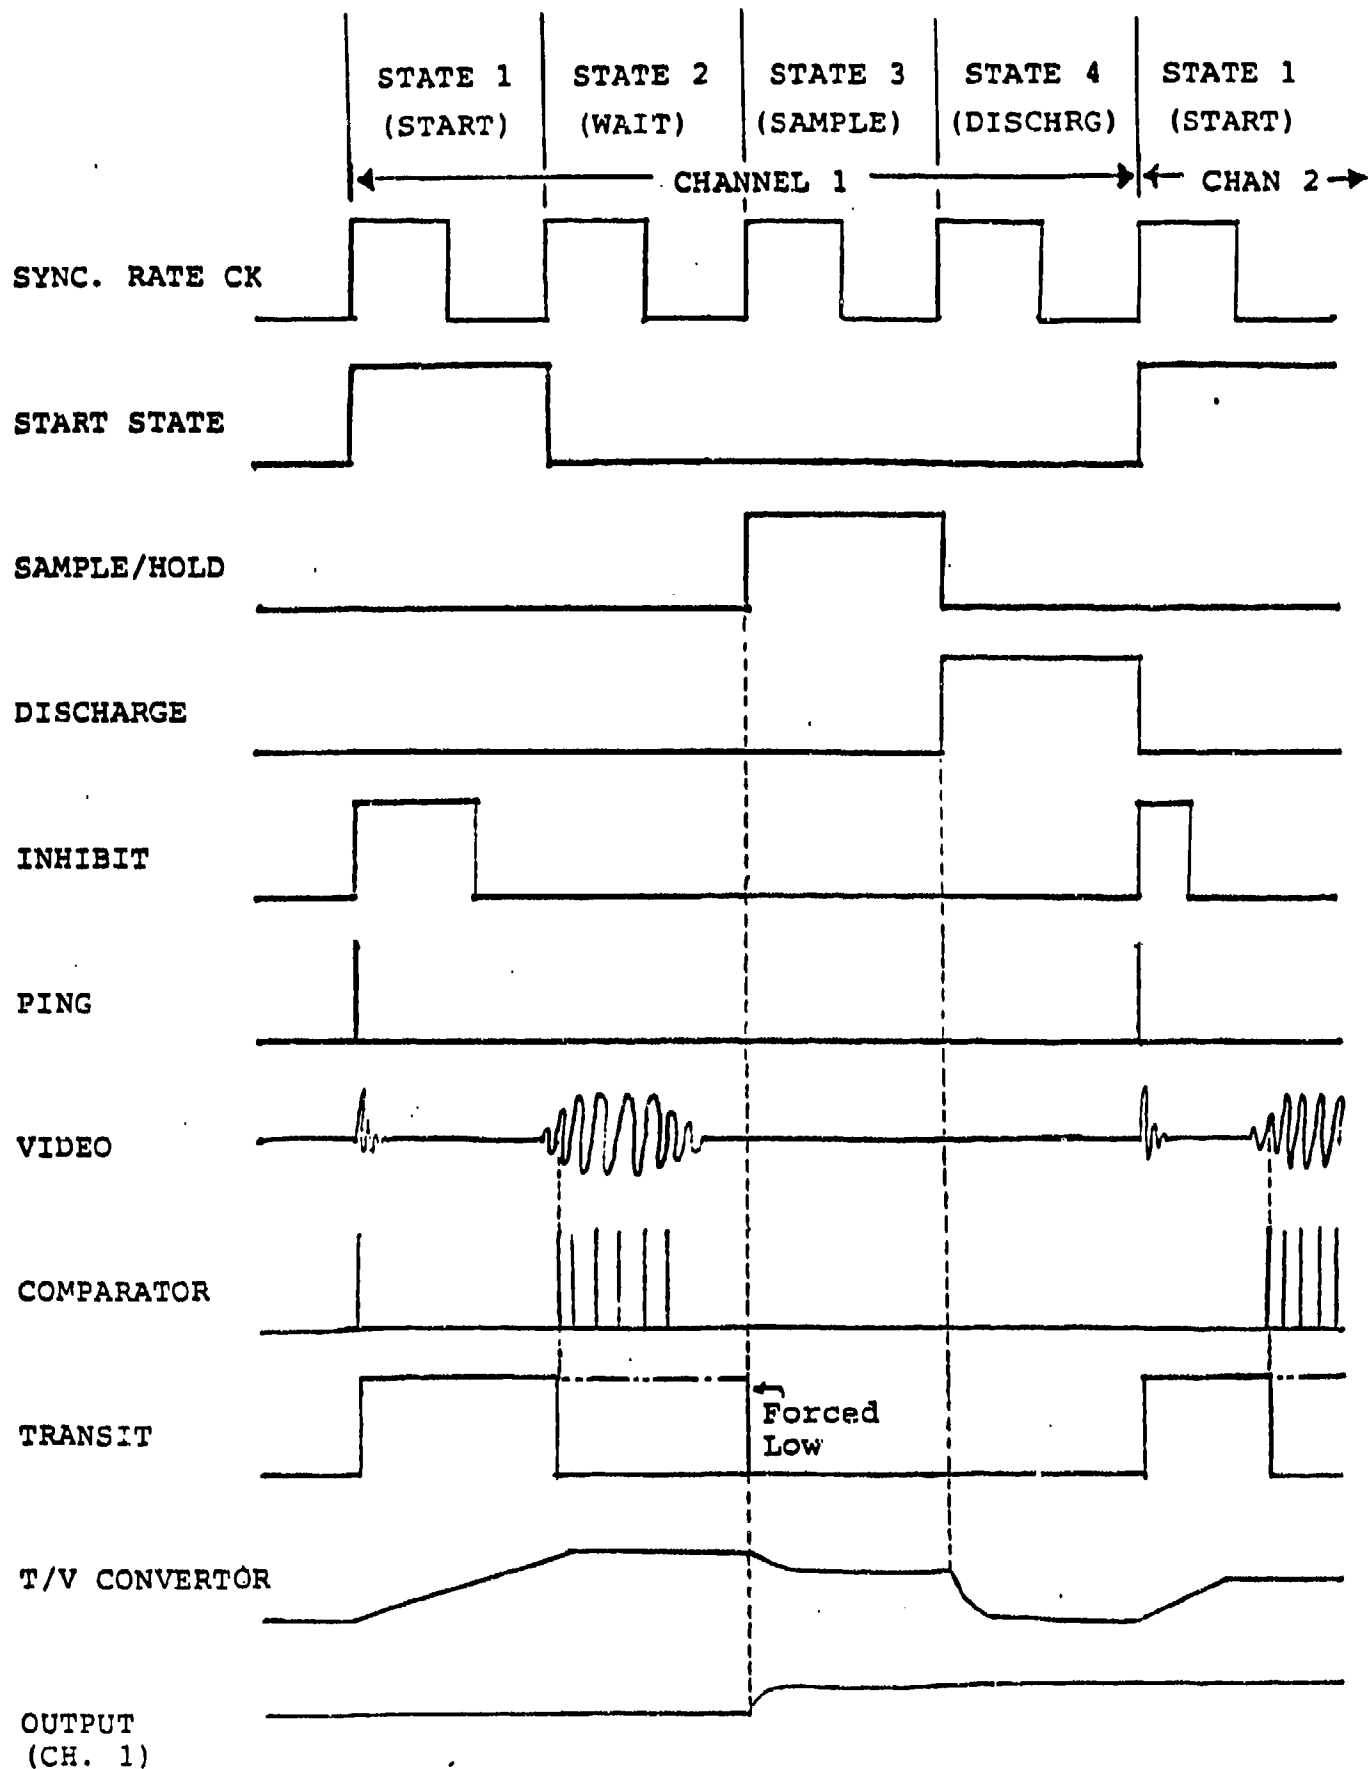 STATE 1 STATE 2 STATE 3 STATE 4 STATE 1
(START) (WAIT) (SAMPLE) (DISCHRG) (START)
CHANNEL 1 CHAN 2
SYNC. RATE CK
START STATE
SAMPLE/HOLD
DISCHARGE
INHIBIT
PING
VIDEO
COMPARATOR
Forced
Low
TRANSIT
T/V CONVERTOR
OUTPUT
(CH. 1)